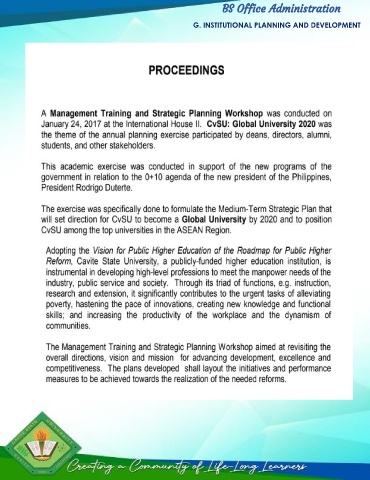 BS Office Administration
G. INSTITUTIONAL PLANNING AND DEVELOPMENT
PROCEEDINGS
A Management Training and Strategic Planning Workshop was conducted on
January 24, 2017 at the International House II. CvSU: Global University 2020 was
the theme of the annual planning exercise participated by deans, directors, alumni,
students, and other stakeholders.
This academic exercise was conducted in support of the new programs of the
government in relation to the 0+10 agenda of the new president of the Philippines,
President Rodrigo Duterte.
The exercise was specifically done to formulate the Medium-Term Strategic Plan that
will set direction for CvSU to become a Global University by 2020 and to position
CvSU among the top universities in the ASEAN Region.
Adopting the Vision for Public Higher Education of the Roadmap for Public Higher
Reform, Cavite State University, a publicly-funded higher education institution, is
instrumental in developing high-level professions to meet the manpower needs of the
industry, public service and society. Through its triad of functions, e.g. instruction,
research and extension, it significantly contributes to the urgent tasks of alleviating
poverty, hastening the pace of innovations, creating new knowledge and functional
skills; and increasing the productivity of the workplace and the dynamism of
communities.
The Management Training and Strategic Planning Workshop aimed at revisiting the
overall directions, vision and mission for advancing development, excellence and
competitiveness. The plans developed shall layout the initiatives and performance
measures to be achieved towards the realization of the needed reforms.
Creating a Community of Life-Long Learners